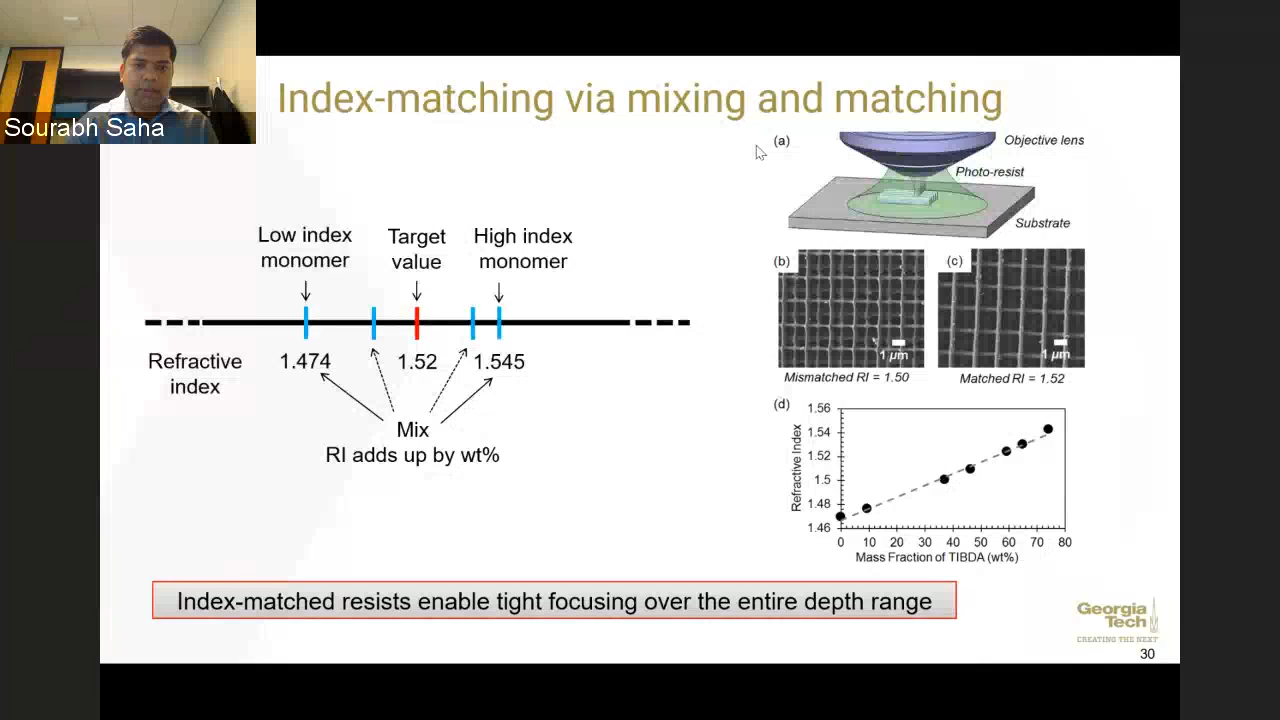 Sourabh Saha
Index-matching via mixing and matching
Low index
monomer
Target
value
High index
monomer
Refractive
index
1.474
1.52
1.545
Mix
RI adds up by wt%
(a)
Objective lens
Photo-resist
Substrate
(b)
1 µm
Mismatched RI = 1.50
(c)
1 µm
Matched RI = 1.52
(d)
Refractive Index
1.56
1.54
1.52
1.5
1.48
1.46
0 10 20 30 40 50 60 70 80
Mass Fraction of TIBDA (wt%)
Index-matched resists enable tight focusing over the entire depth range
Georgia
Tech
CREATING THE NEXT
30